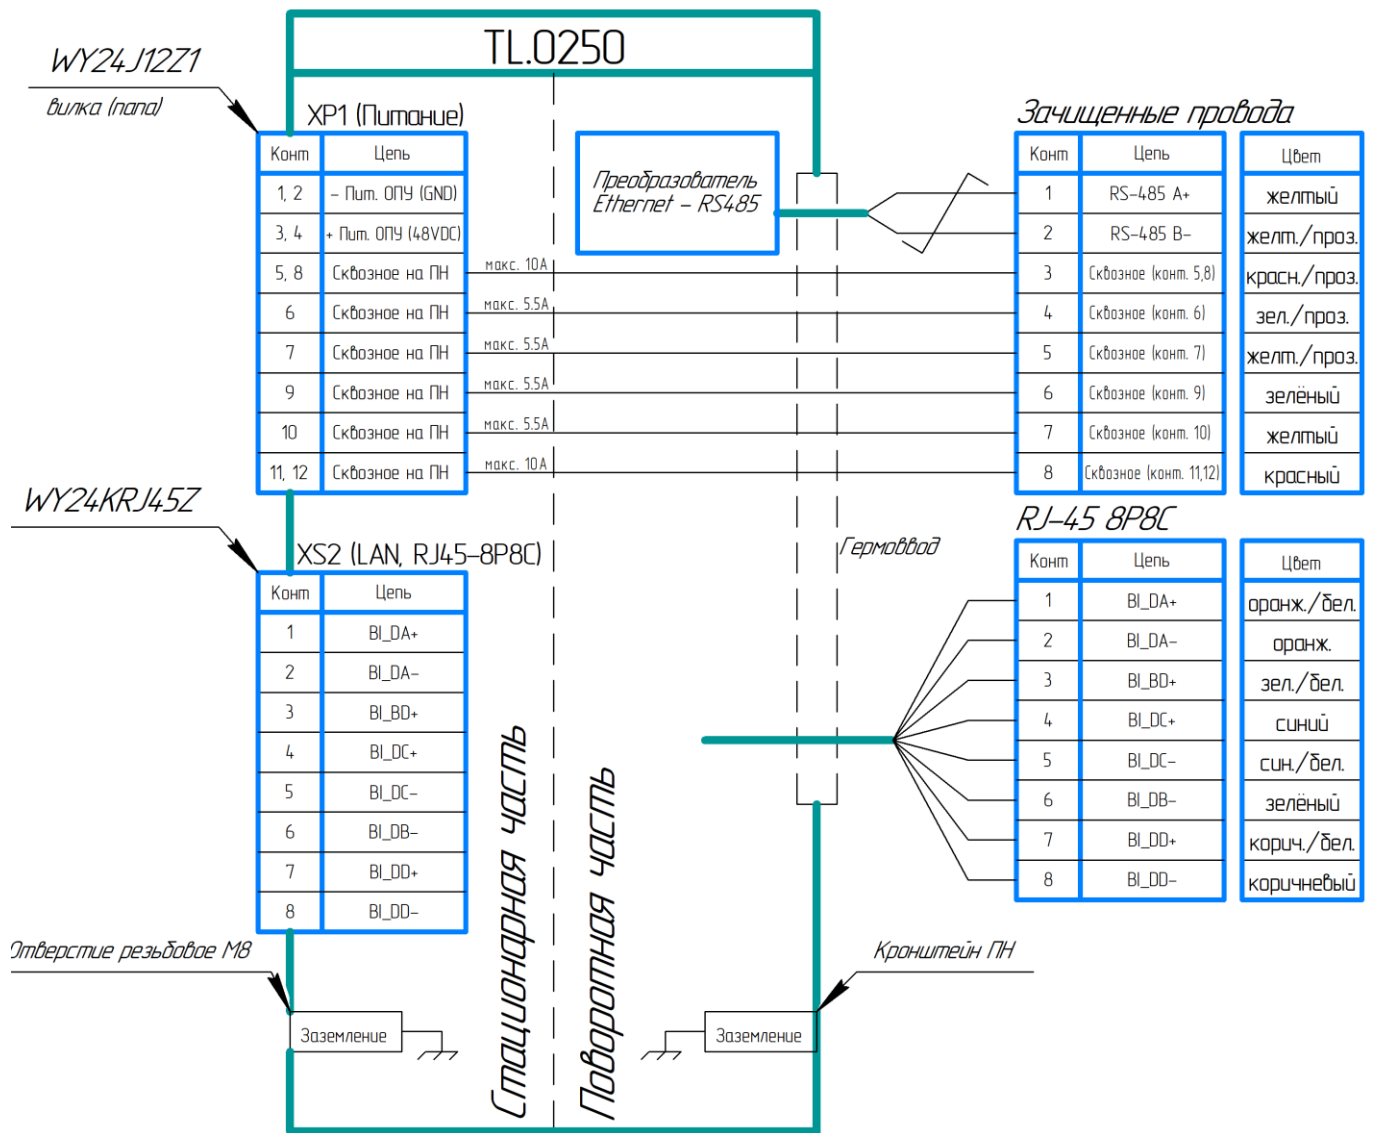 TL.0250
WY24J12Z1
вилка (папа)
XP1 (Питание)
Конт Цепь
1, 2 – Пит. ОПУ (GND)
3, 4 + Пит. ОПУ (48VDC)
5, 8 Сквозное на ПН макс. 10А
6 Сквозное на ПН макс. 5.5А
7 Сквозное на ПН макс. 5.5А
9 Сквозное на ПН макс. 5.5А
10 Сквозное на ПН макс. 5.5А
11, 12 Сквозное на ПН макс. 10А
Преобразователь
Ethernet – RS485
Зачищенные провода
Конт Цепь Цвет
1 RS-485 A+ желтый
2 RS-485 B- желт./проз.
3 Сквозное (конт. 5,8) красн./проз.
4 Сквозное (конт. 6) зел./проз.
5 Сквозное (конт. 7) желт./проз.
6 Сквозное (конт. 9) зелёный
7 Сквозное (конт. 10) желтый
8 Сквозное (конт. 11,12) красный
WY24KRJ45Z
XS2 (LAN, RJ45-8P8C)
Конт Цепь
1 BI_DA+
2 BI_DA-
3 BI_BD+
4 BI_DC+
5 BI_DC-
6 BI_DB-
7 BI_DD+
8 BI_DD-
Гермоввод
RJ-45 8P8C
Конт Цепь Цвет
1 BI_DA+ оранж./бел.
2 BI_DA- оранж.
3 BI_BD+ зел./бел.
4 BI_DC+ синий
5 BI_DC- син./бел.
6 BI_DB- зелёный
7 BI_DD+ корич./бел.
8 BI_DD- коричневый
Стационарная часть
Поворотная часть
Отверстие резьбовое М8
Заземление
Кронштейн ПН
Заземление